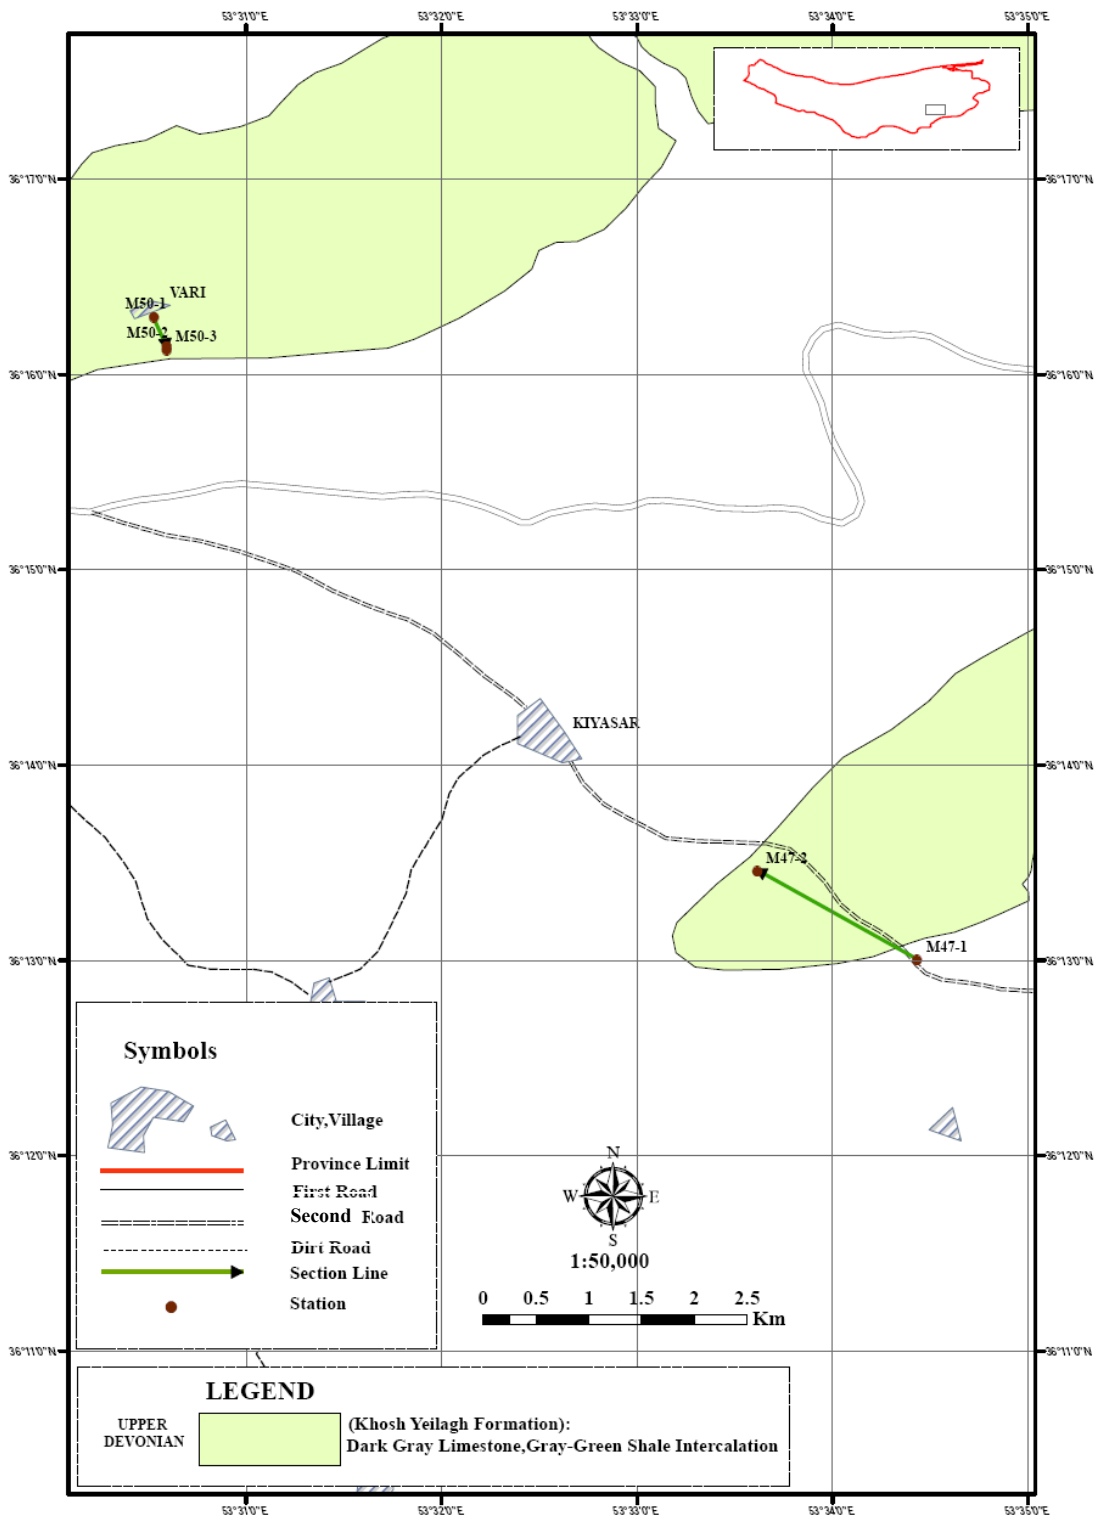 53°31'0"E 53°32'0"E 53°33'0"E 53°34'0"E 53°35'0"E
36°17'0"N 36°17'0"N
VARI
M50-1
M50-2 M50-3
36°16'0"N 36°16'0"N
36°15'0"N 36°15'0"N
KIYASAR
36°14'0"N 36°14'0"N
M47-2
M47-1
36°13'0"N 36°13'0"N
Symbols
City,Village
Province Limit
First Road
Second Road
Dirt Road
Section Line
Station
36°12'0"N 36°12'0"N
N
W E
S
1:50,000
0 0.5 1 1.5 2 2.5
Km
36°11'0"N 36°11'0"N
LEGEND
UPPER
DEVONIAN
(Khosh Yeilagh Formation):
Dark Gray Limestone,Gray-Green Shale Intercalation
53°31'0"E 53°32'0"E 53°33'0"E 53°34'0"E 53°35'0"E